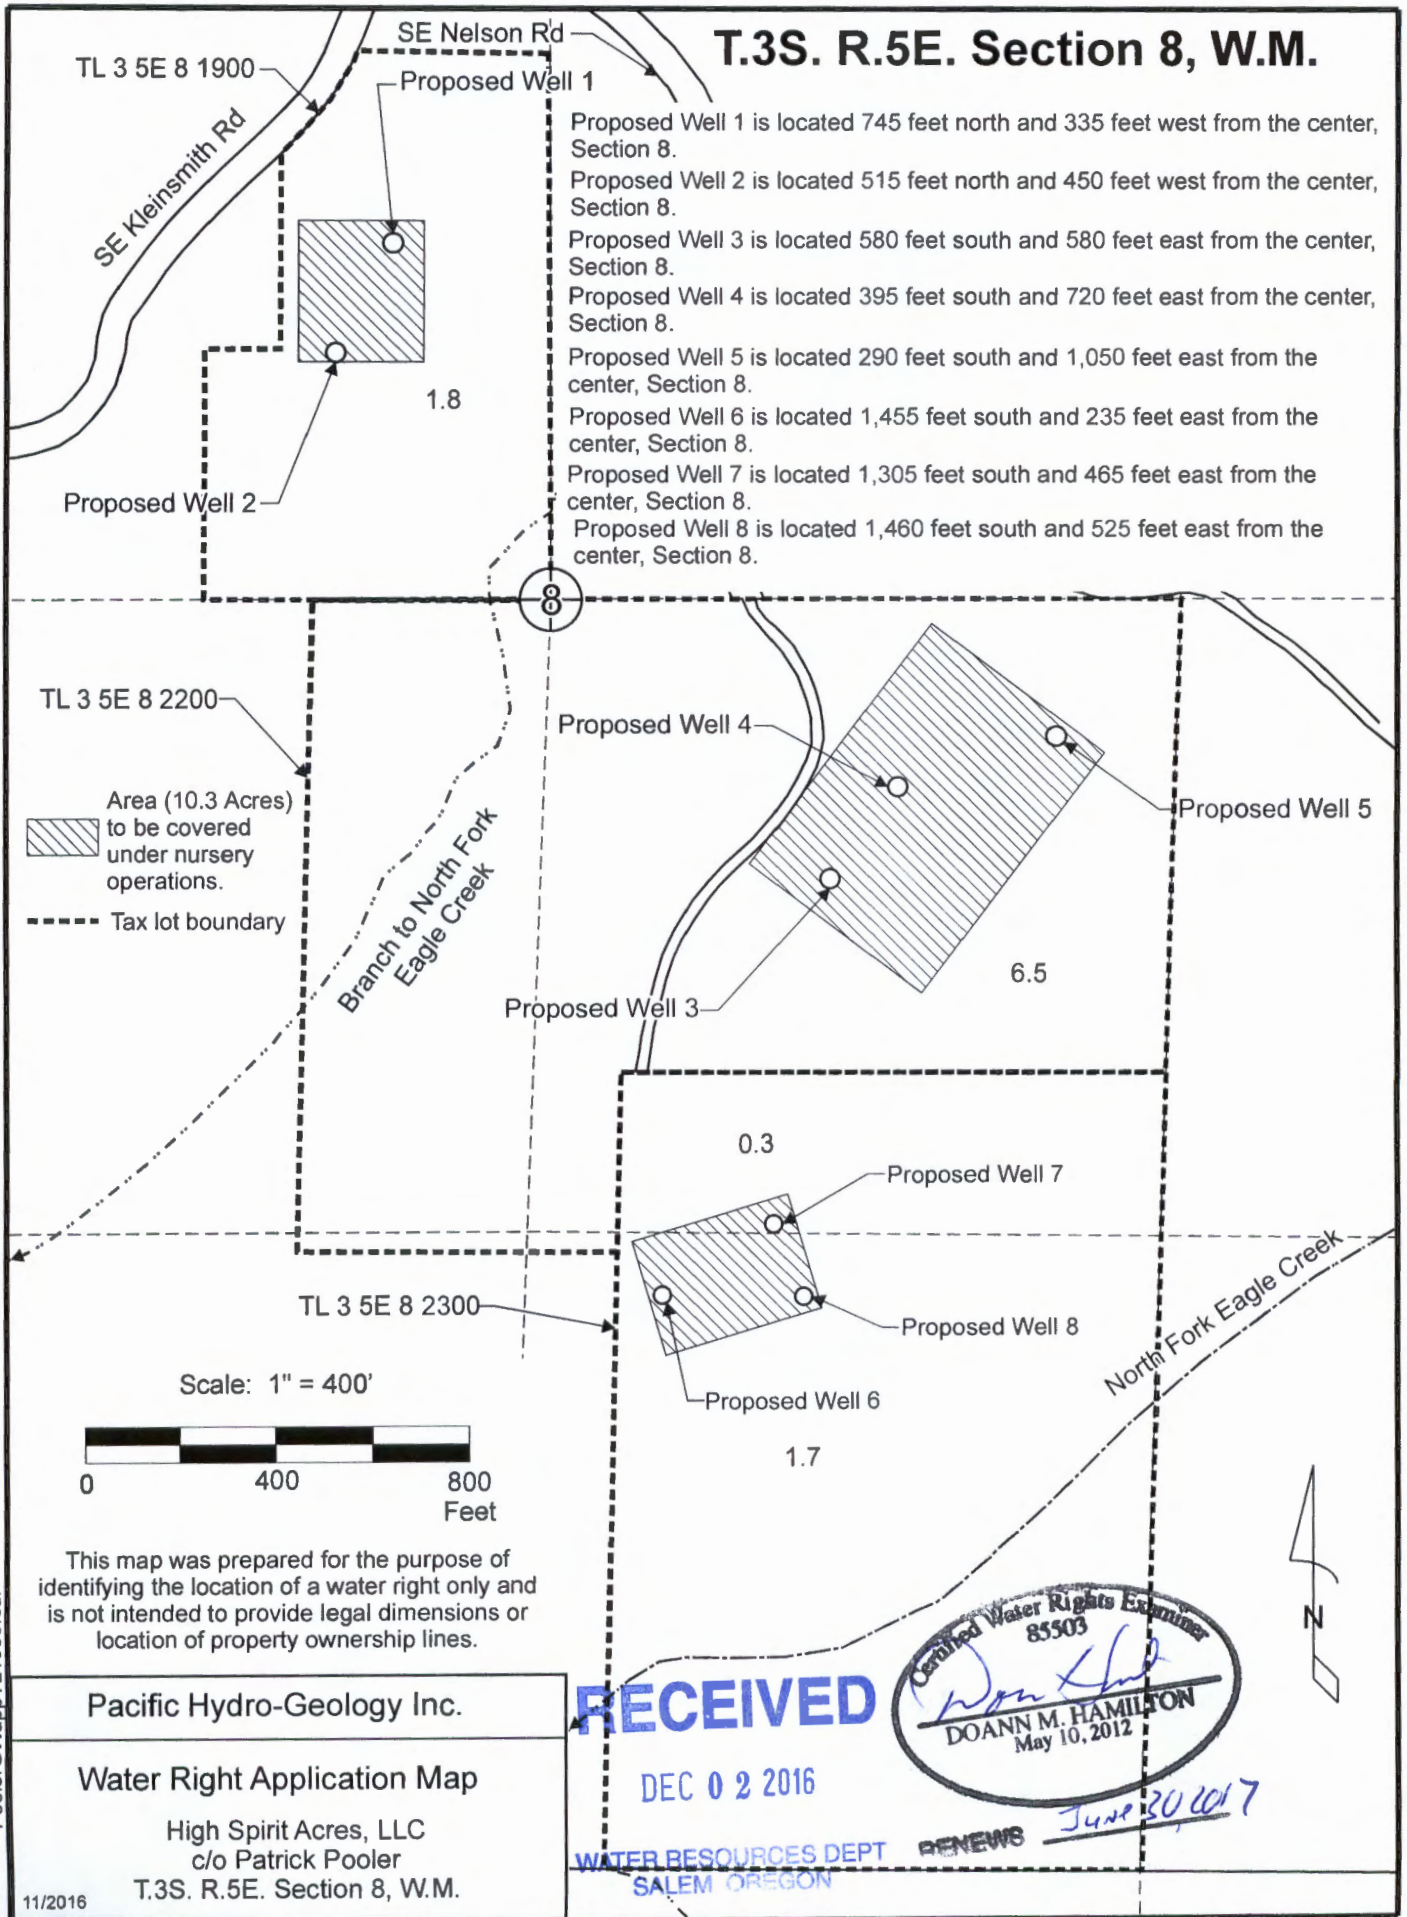 T.3S. R.5E. Section 8, W.M.
SE Nelson Rd
TL 3 5E 8 1900
Proposed Well 1
SE Kleinsmith Rd
Proposed Well 1 is located 745 feet north and 335 feet west from the center,
Section 8.
Proposed Well 2 is located 515 feet north and 450 feet west from the center,
Section 8.
Proposed Well 3 is located 580 feet south and 580 feet east from the center,
Section 8.
Proposed Well 4 is located 395 feet south and 720 feet east from the center,
Section 8.
Proposed Well 5 is located 290 feet south and 1,050 feet east from the
center, Section 8.
Proposed Well 6 is located 1,455 feet south and 235 feet east from the
center, Section 8.
Proposed Well 7 is located 1,305 feet south and 465 feet east from the
center, Section 8.
Proposed Well 8 is located 1,460 feet south and 525 feet east from the
center, Section 8.
1.8
Proposed Well 2
8
TL 3 5E 8 2200
Proposed Well 4
Proposed Well 5
Area (10.3 Acres)
to be covered
under nursery
operations.
Tax lot boundary
Branch to North Fork
Eagle Creek
6.5
Proposed Well 3
0.3
Proposed Well 7
TL 3 5E 8 2300
Proposed Well 8
North Fork Eagle Creek
Proposed Well 6
1.7
Scale: 1" = 400'
0 400 800
Feet
This map was prepared for the purpose of
identifying the location of a water right only and
is not intended to provide legal dimensions or
location of property ownership lines.
N
Certified Water Rights Examiner
85503
DOANN M. HAMILTON
May 10, 2012
RENEWS June 30, 2017
RECEIVED
DEC 02 2016
WATER RESOURCES DEPT
SALEM OREGON
Pacific Hydro-Geology Inc.
Water Right Application Map
High Spirit Acres, LLC
c/o Patrick Pooler
T.3S. R.5E. Section 8, W.M.
11/2016